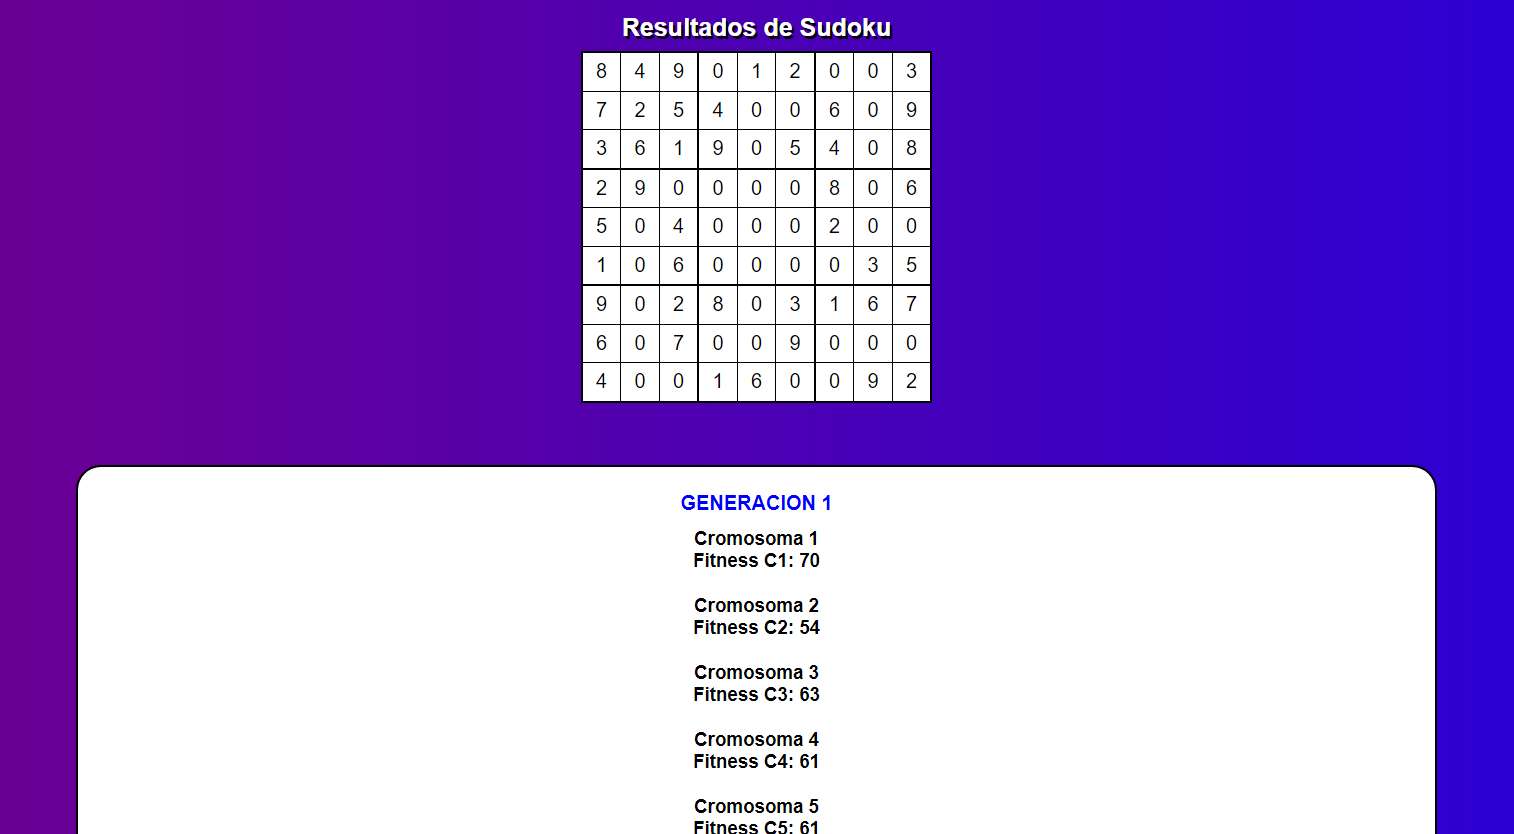 Resultados de Sudoku
8 4 9 0 1 2 0 0 3
7 2 5 4 0 0 6 0 9
3 6 1 9 0 5 4 0 8
2 9 0 0 0 0 8 0 6
5 0 4 0 0 0 2 0 0
1 0 6 0 0 0 0 3 5
9 0 2 8 0 3 1 6 7
6 0 7 0 0 9 0 0 0
4 0 0 1 6 0 0 9 2
GENERACION 1
Cromosoma 1
Fitness C1: 70
Cromosoma 2
Fitness C2: 54
Cromosoma 3
Fitness C3: 63
Cromosoma 4
Fitness C4: 61
Cromosoma 5
Fitness C5: 61